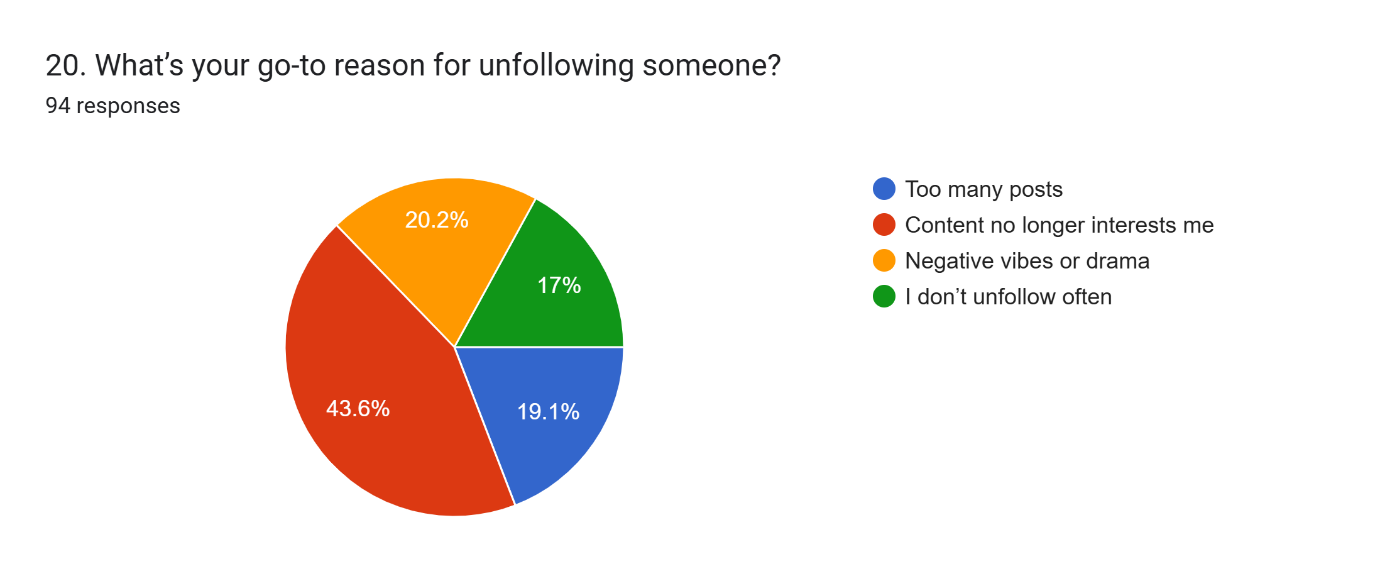 20. What’s your go-to reason for unfollowing someone?
94 responses
20.2%
17%
43.6%
19.1%
Too many posts
Content no longer interests me
Negative vibes or drama
I don’t unfollow often